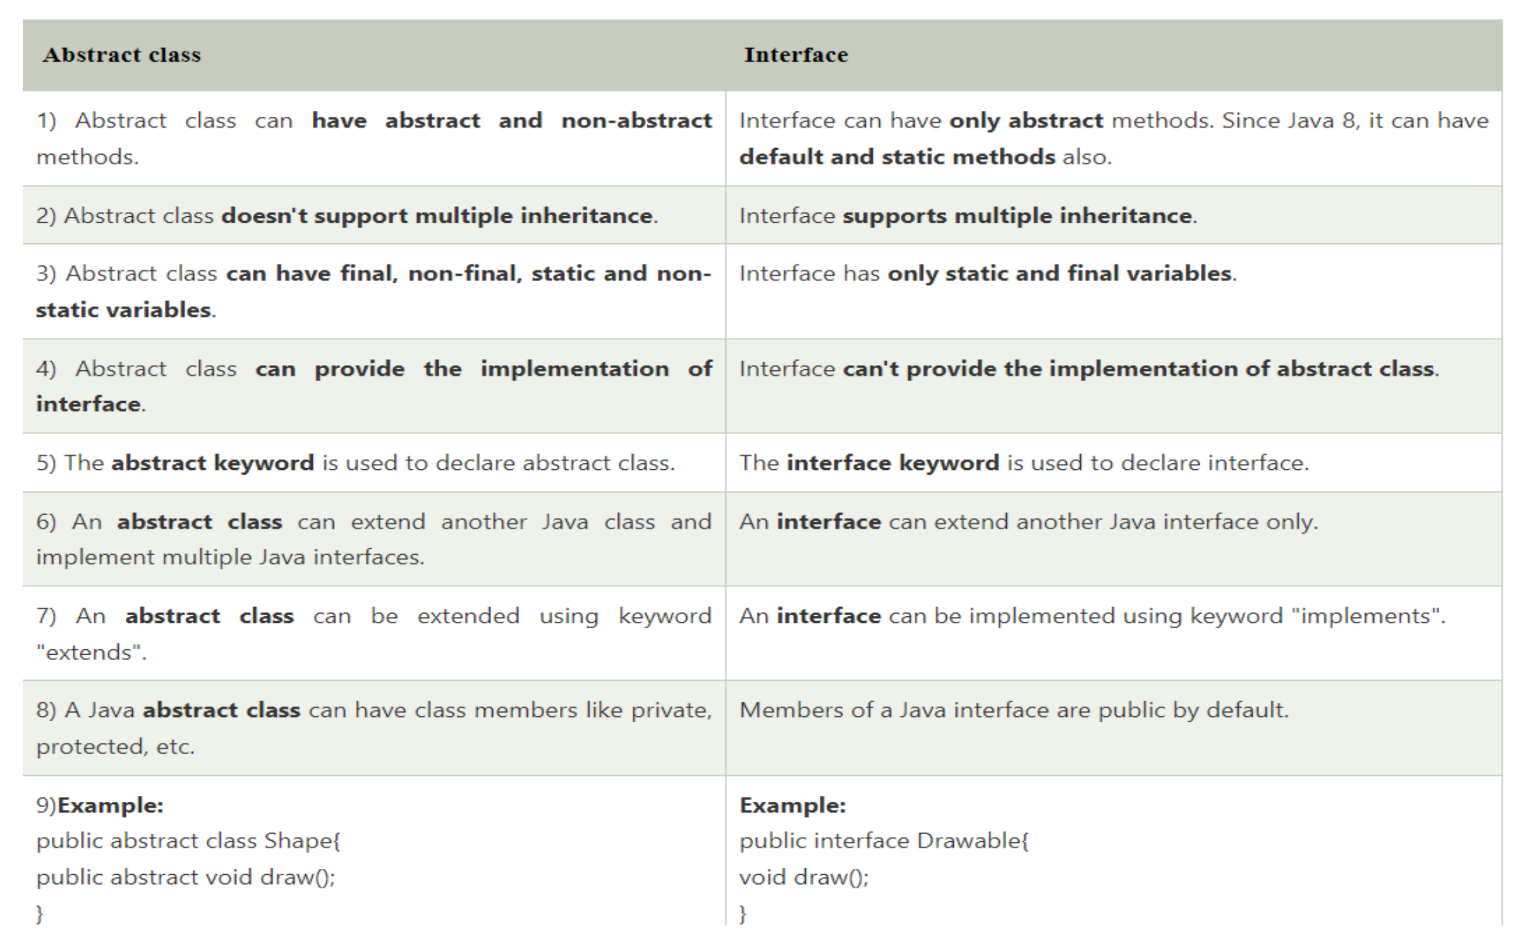 Abstract class
Interface
1) Abstract class can have abstract and non-abstract
methods.
Interface can have only abstract methods. Since Java 8, it can have
default and static methods also.
2) Abstract class doesn't support multiple inheritance.
Interface supports multiple inheritance.
3) Abstract class can have final, non-final, static and non-
static variables.
Interface has only static and final variables.
4) Abstract class can provide the implementation of
interface.
Interface can't provide the implementation of abstract class.
5) The abstract keyword is used to declare abstract class.
The interface keyword is used to declare interface.
6) An abstract class can extend another Java class and
implement multiple Java interfaces.
An interface can extend another Java interface only.
7) An abstract class can be extended using keyword
"extends".
An interface can be implemented using keyword "implements".
8) A Java abstract class can have class members like private,
protected, etc.
Members of a Java interface are public by default.
9)Example:
public abstract class Shape{
public abstract void draw();
}
Example:
public interface Drawable{
void draw();
}